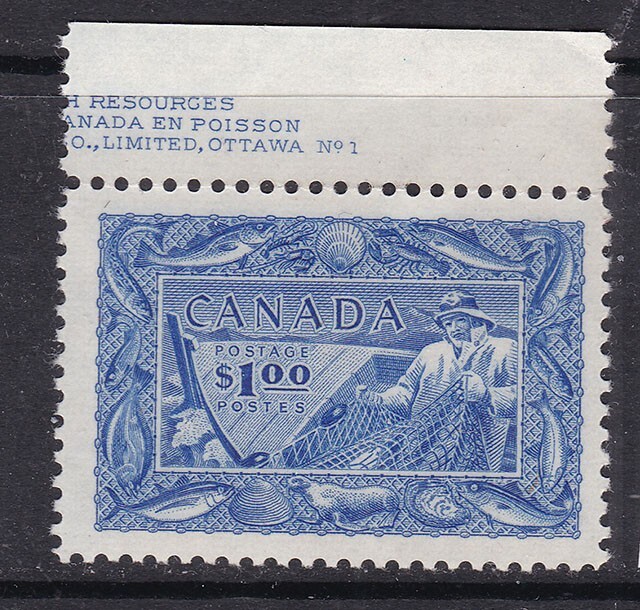 H RESOURCES
ANADA EN POISSON
O., LIMITED, OTTAWA Nº 1
CANADA
POSTAGE
$1.00
POSTES